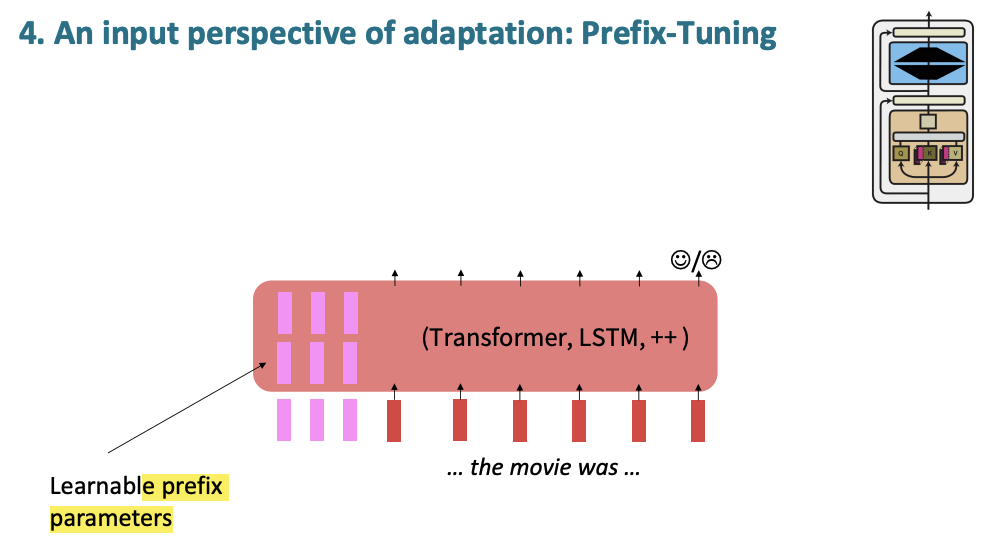 4. An input perspective of adaptation: Prefix-Tuning
Q K V
☺/☹
(Transformer, LSTM, ++ )
... the movie was ...
Learnable prefix
parameters